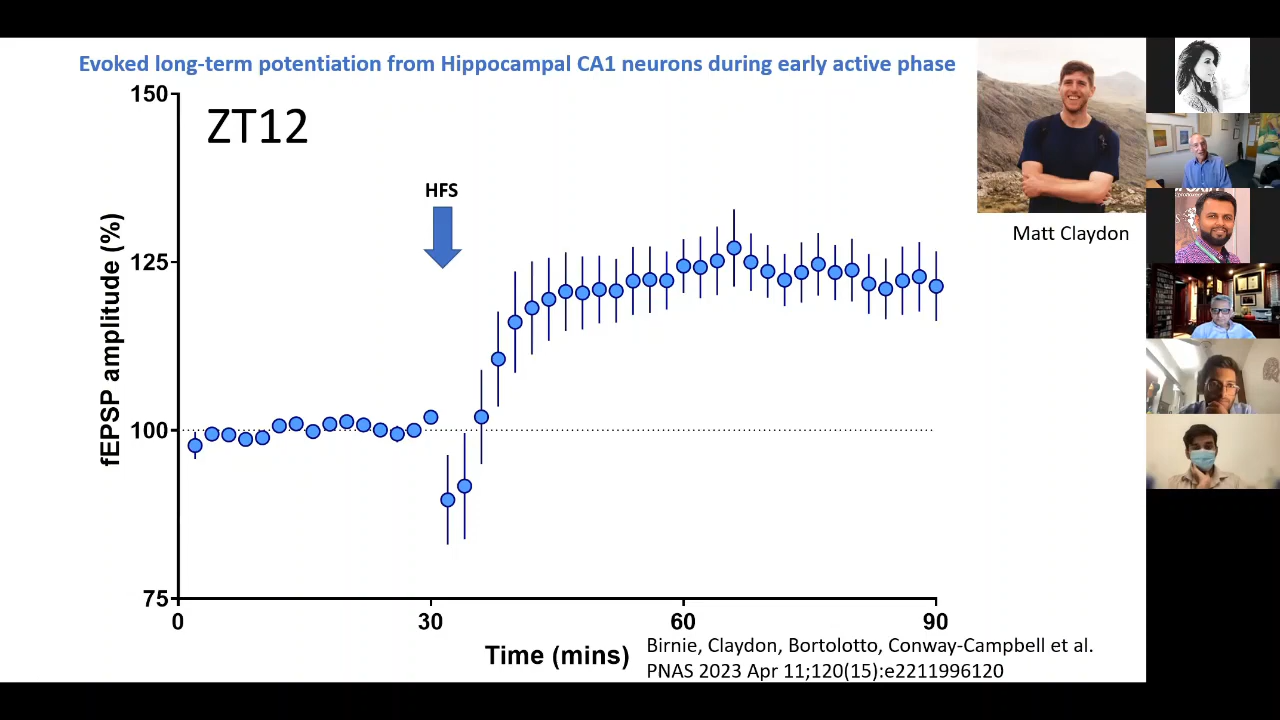 Evoked long-term potentiation from Hippocampal CA1 neurons during early active phase
150
ZT12
HFS
Matt Claydon
fEPSP amplitude (%)
125
100
75
0
30
60
90
Time (mins)
Birnie, Claydon, Bortolotto, Conway-Campbell et al.
PNAS 2023 Apr 11;120(15):e2211996120